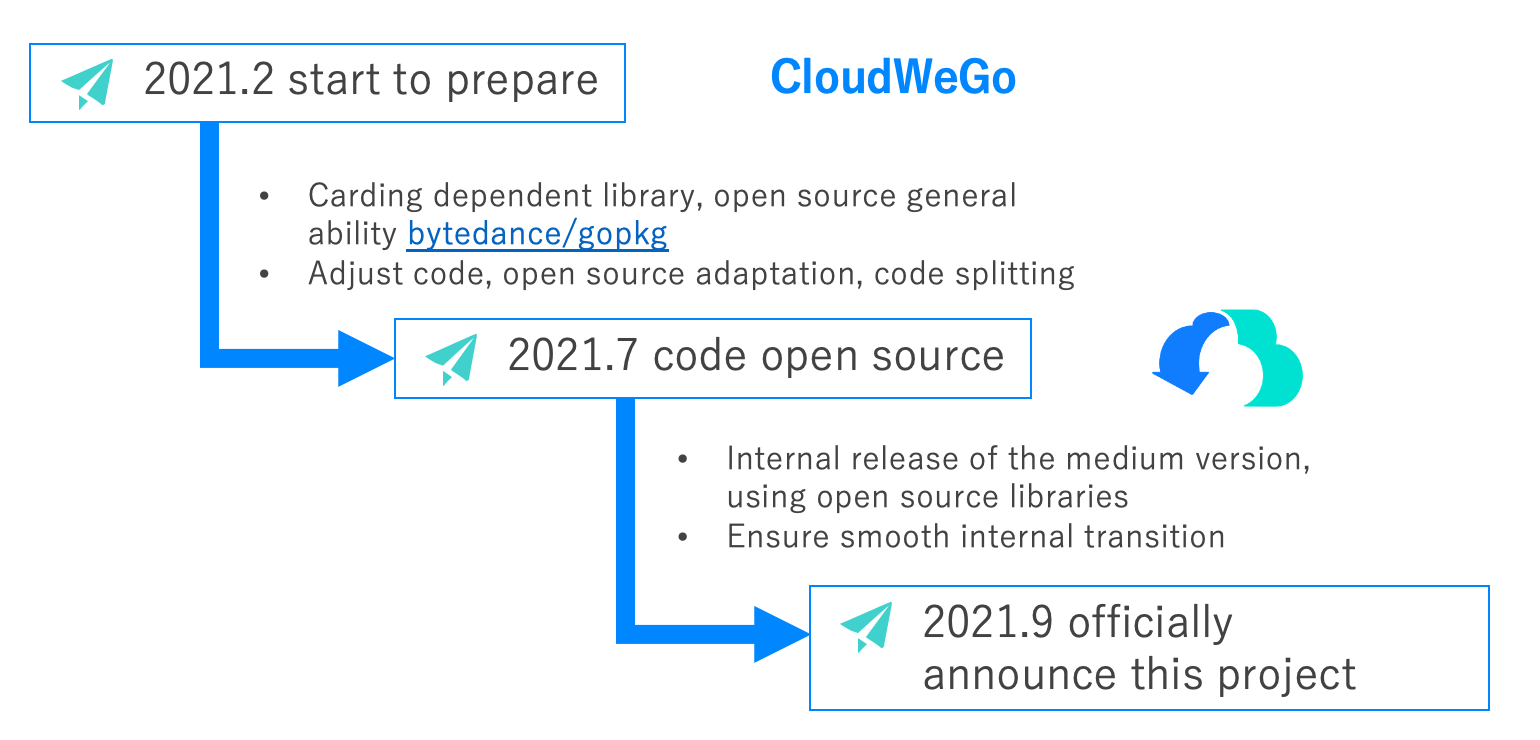 2021.2 start to prepare
CloudWeGo
• Carding dependent library, open source general
ability bytedance/gopkg
• Adjust code, open source adaptation, code splitting
2021.7 code open source
• Internal release of the medium version,
using open source libraries
• Ensure smooth internal transition
2021.9 officially
announce this project